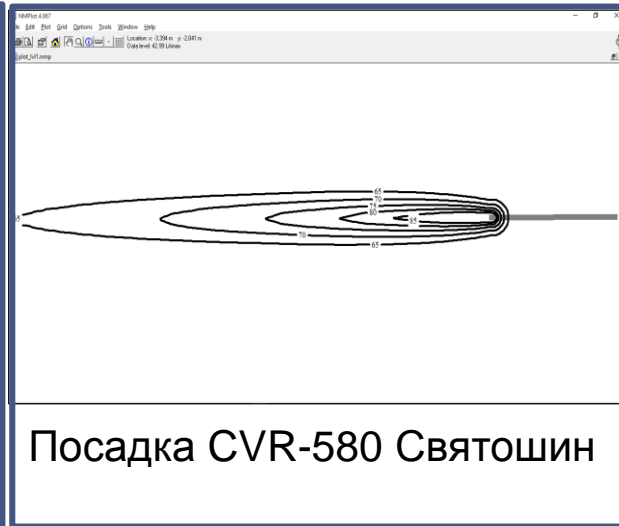 NMPlot 4.967
File Edit Plot Grid Options Tools Window Help
Location: x: -3,394 m y: -2,041 m
Data level: 42.99 LAmax
plot_lvl1.nmp
65
70
75
80
65
85
70
65
Посадка CVR-580 Святошин